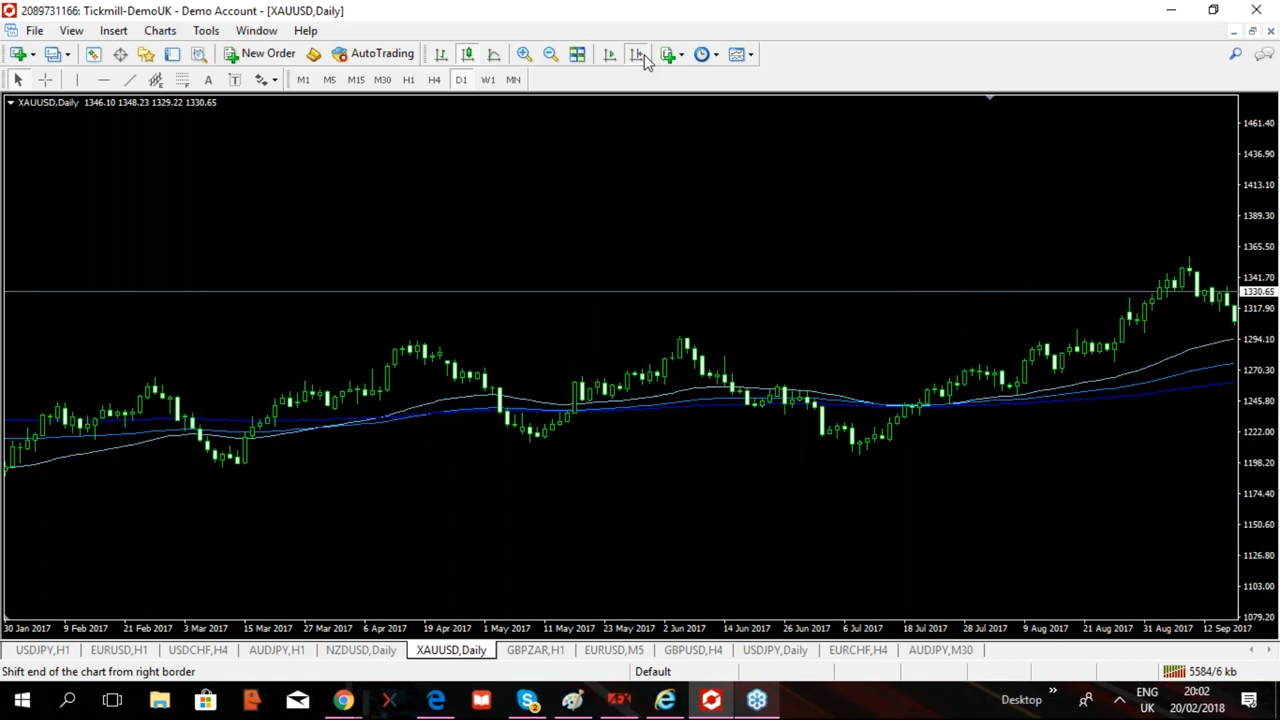 2089731166: Tickmill-DemoUK - Demo Account - [XAUUSD,Daily]
File View Insert Charts Tools Window Help
New Order AutoTrading
A T M1 M5 M15 M30 H1 H4 D1 W1 MN
XAUUSD,Daily 1346.10 1348.23 1329.22 1330.65
1461.40
1436.90
1413.10
1389.30
1365.50
1341.70
1330.65
1317.90
1294.10
1270.30
1245.80
1222.00
1198.20
1174.40
1150.60
1126.80
1103.00
1079.20
30 Jan 2017 9 Feb 2017 21 Feb 2017 3 Mar 2017 15 Mar 2017 27 Mar 2017 6 Apr 2017 19 Apr 2017 1 May 2017 11 May 2017 23 May 2017 2 Jun 2017 14 Jun 2017 26 Jun 2017 6 Jul 2017 18 Jul 2017 28 Jul 2017 9 Aug 2017 21 Aug 2017 31 Aug 2017 12 Sep 2017
USDJPY,H1 EURUSD,H1 USDCHF,H4 AUDJPY,H1 NZDUSD,Daily XAUUSD,Daily GBPZAR,H1 EURUSD,M5 GBPUSD,H4 USDJPY,Daily EURCHF,H4 AUDJPY,M30
Shift end of the chart from right border Default 5584/6 kb
Desktop ENG 20:02
UK 20/02/2018